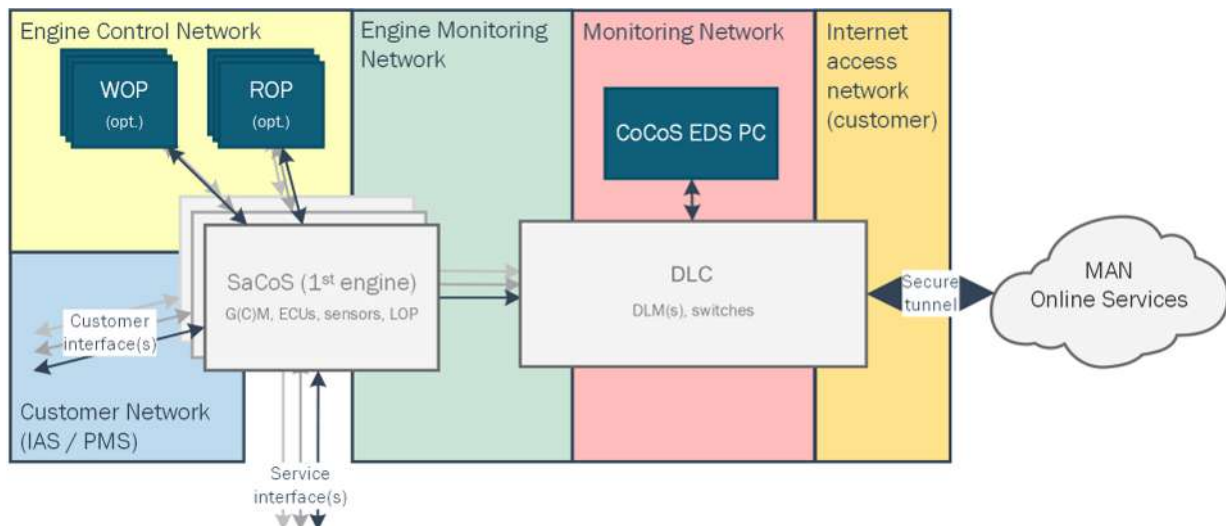 Engine Control Network
WOP
(opt.)
ROP
(opt.)
Engine Monitoring
Network
Monitoring Network
CoCoS EDS PC
Internet
access
network
(customer)
SaCoS (1st engine)
G(C)M, ECUs, sensors, LOP
DLC
DLM(s), switches
Secure
tunnel
MAN
Online Services
Customer
interface(s)
Customer Network
(IAS / PMS)
Service
interface(s)